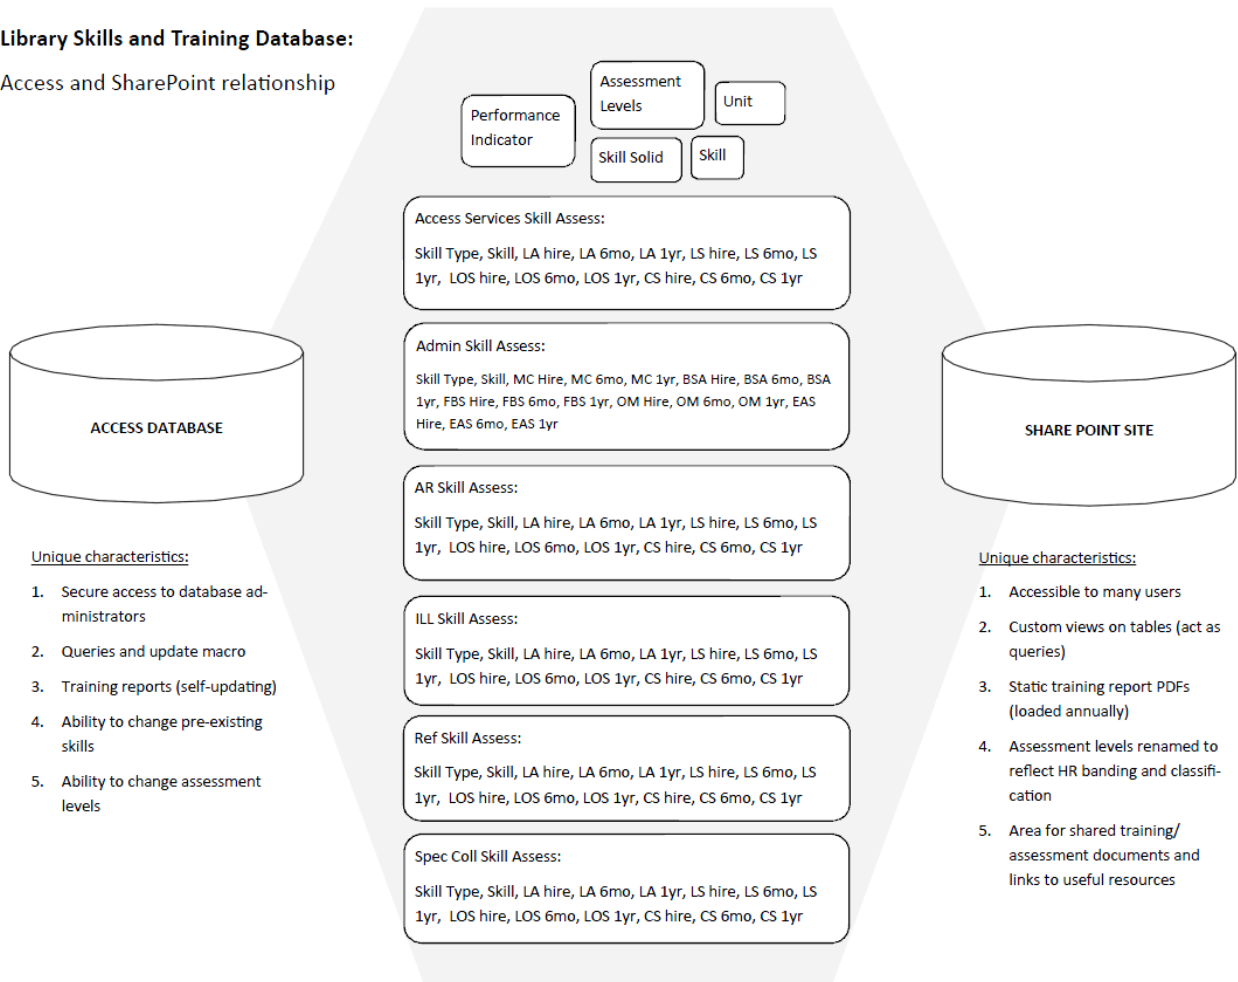 Library Skills and Training Database:
Access and SharePoint relationship
Performance
Indicator
Assessment
Levels
Unit
Skill Solid
Skill
Access Services Skill Assess:
Skill Type, Skill, LA hire, LA 6mo, LA 1yr, LS hire, LS 6mo, LS
1yr, LOS hire, LOS 6mo, LOS 1yr, CS hire, CS 6mo, CS 1yr
Admin Skill Assess:
Skill Type, Skill, MC Hire, MC 6mo, MC 1yr, BSA Hire, BSA 6mo, BSA
1yr, FBS Hire, FBS 6mo, FBS 1yr, OM Hire, OM 6mo, OM 1yr, EAS
Hire, EAS 6mo, EAS 1yr
AR Skill Assess:
Skill Type, Skill, LA hire, LA 6mo, LA 1yr, LS hire, LS 6mo, LS
1yr, LOS hire, LOS 6mo, LOS 1yr, CS hire, CS 6mo, CS 1yr
ILL Skill Assess:
Skill Type, Skill, LA hire, LA 6mo, LA 1yr, LS hire, LS 6mo, LS
1yr, LOS hire, LOS 6mo, LOS 1yr, CS hire, CS 6mo, CS 1yr
Ref Skill Assess:
Skill Type, Skill, LA hire, LA 6mo, LA 1yr, LS hire, LS 6mo, LS
1yr, LOS hire, LOS 6mo, LOS 1yr, CS hire, CS 6mo, CS 1yr
Spec Coll Skill Assess:
Skill Type, Skill, LA hire, LA 6mo, LA 1yr, LS hire, LS 6mo, LS
1yr, LOS hire, LOS 6mo, LOS 1yr, CS hire, CS 6mo, CS 1yr
ACCESS DATABASE
Unique characteristics:
1. Secure access to database ad-
ministrators
2. Queries and update macro
3. Training reports (self-updating)
4. Ability to change pre-existing
skills
5. Ability to change assessment
levels
SHARE POINT SITE
Unique characteristics:
1. Accessible to many users
2. Custom views on tables (act as
queries)
3. Static training report PDFs
(loaded annually)
4. Assessment levels renamed to
reflect HR banding and classifi-
cation
5. Area for shared training/
assessment documents and
links to useful resources